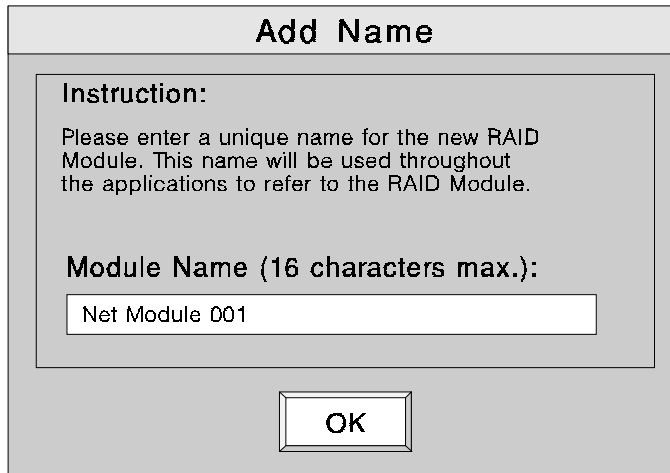 Add Name
Instruction:
Please enter a unique name for the new RAID
Module. This name will be used throughout
the applications to refer to the RAID Module.
Module Name (16 characters max.):
Net Module 001
OK